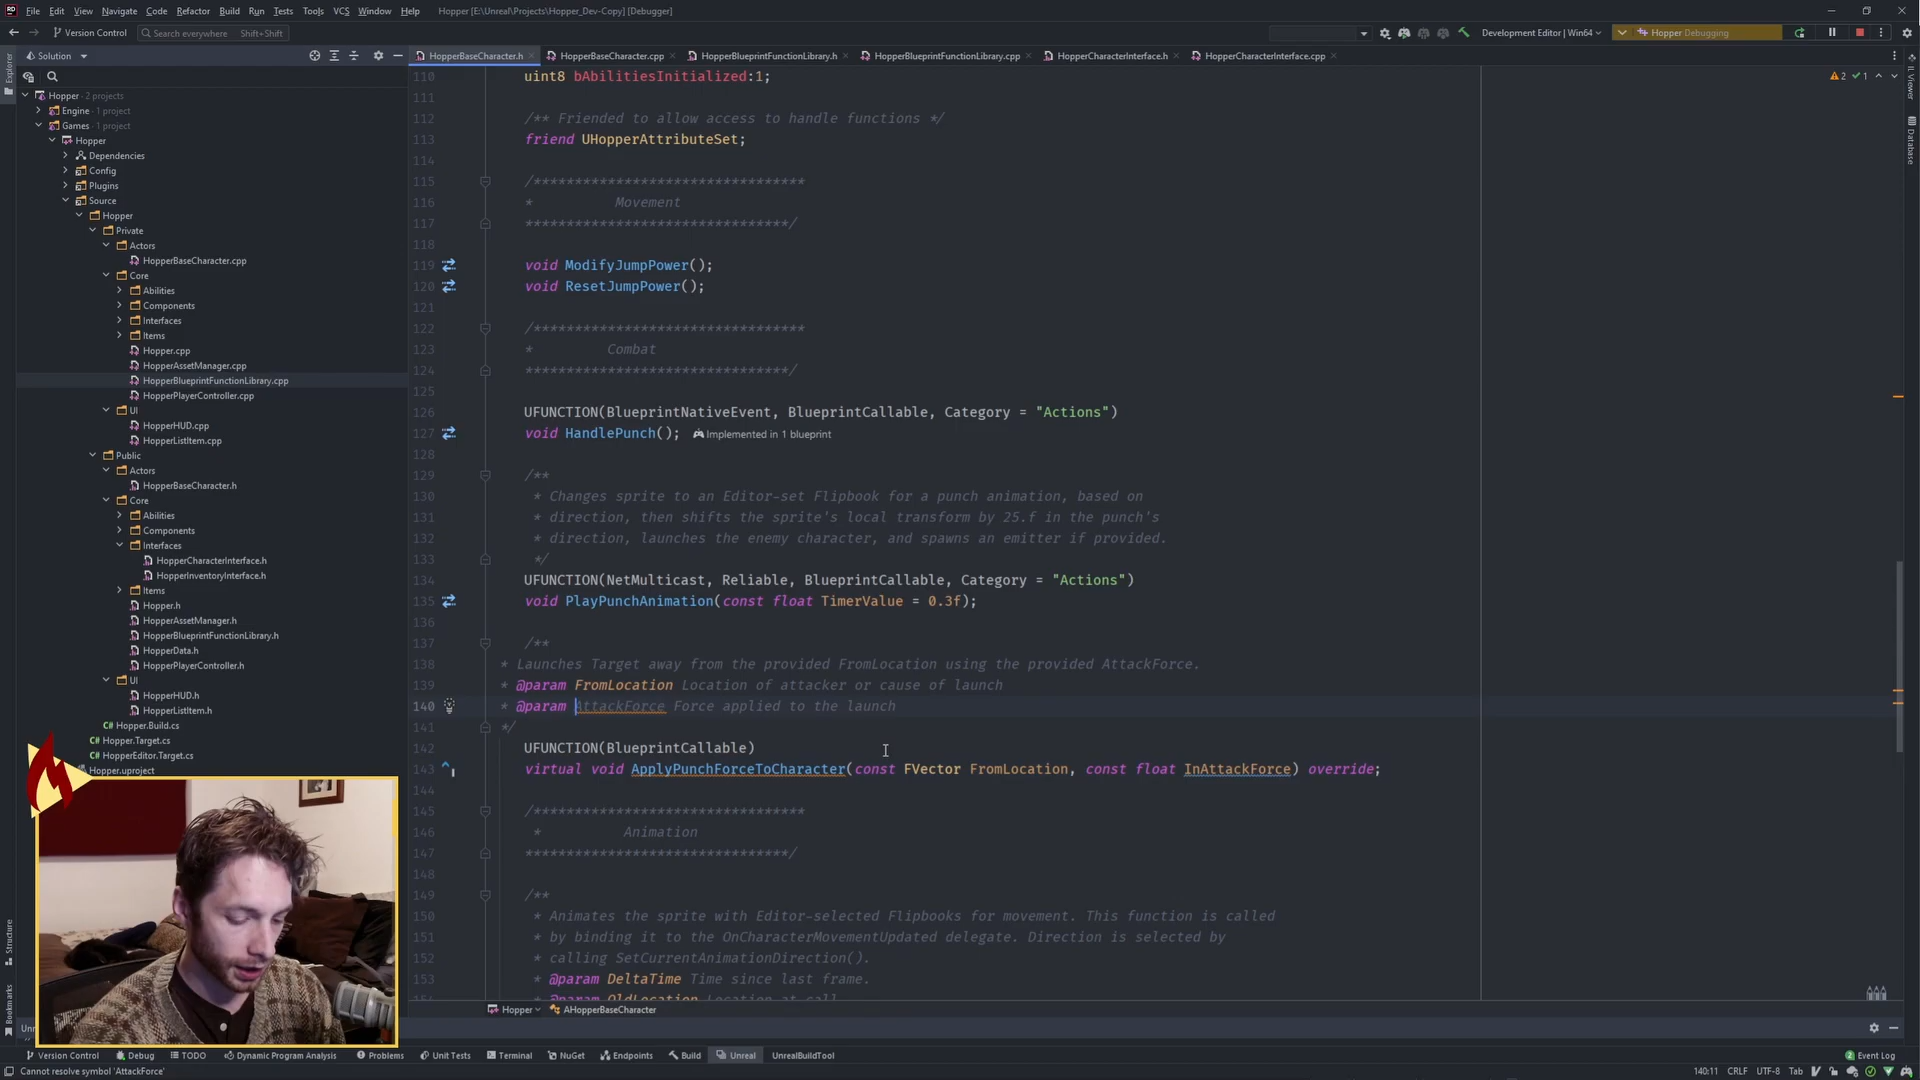 File Edit View Navigate Code Refactor Build Run Tests Tools VCS Window Help Hopper [E:\Unreal\Projects\Hopper_Dev-Copy] [Debugger]
Version Control Search everywhere Shift+Shift Development Editor | Win64 Hopper Debugging
Solution HopperBaseCharacter.h HopperBaseCharacter.cpp HopperBlueprintFunctionLibrary.h HopperBlueprintFunctionLibrary.cpp HopperCharacterInterface.h HopperCharacterInterface.cpp
Explorer
IL Viewer
Database
Structure
Bookmarks
Hopper · 2 projects
Engine · 1 project
Games · 1 project
Hopper
Dependencies
Config
Plugins
Source
Hopper
Private
Actors
HopperBaseCharacter.cpp
Core
Abilities
Components
Interfaces
Items
Hopper.cpp
HopperAssetManager.cpp
HopperBlueprintFunctionLibrary.cpp
HopperPlayerController.cpp
UI
HopperHUD.cpp
HopperListItem.cpp
Public
Actors
HopperBaseCharacter.h
Core
Abilities
Components
Interfaces
HopperCharacterInterface.h
HopperInventoryInterface.h
Items
Hopper.h
HopperAssetManager.h
HopperBlueprintFunctionLibrary.h
HopperData.h
HopperPlayerController.h
UI
HopperHUD.h
HopperListItem.h
Hopper.Build.cs
Hopper.Target.cs
HopperEditor.Target.cs
Hopper.uproject
2 1
110 uint8 bAbilitiesInitialized:1;
111
112 /** Friended to allow access to handle functions */
113 friend UHopperAttributeSet;
114
115 /********************************
116 * Movement
117 ********************************/
118
119 void ModifyJumpPower();
120 void ResetJumpPower();
121
122 /********************************
123 * Combat
124 ********************************/
125
126 UFUNCTION(BlueprintNativeEvent, BlueprintCallable, Category = "Actions")
127 void HandlePunch(); Implemented in 1 blueprint
128
129 /**
130 * Changes sprite to an Editor-set Flipbook for a punch animation, based on
131 * direction, then shifts the sprite's local transform by 25.f in the punch's
132 * direction, launches the enemy character, and spawns an emitter if provided.
133 */
134 UFUNCTION(NetMulticast, Reliable, BlueprintCallable, Category = "Actions")
135 void PlayPunchAnimation(const float TimerValue = 0.3f);
136
137 /**
138 * Launches Target away from the provided FromLocation using the provided AttackForce.
139 * @param FromLocation Location of attacker or cause of launch
140 * @param AttackForce Force applied to the launch
141 */
142 UFUNCTION(BlueprintCallable)
143 virtual void ApplyPunchForceToCharacter(const FVector FromLocation, const float InAttackForce) override;
144
145 /********************************
146 * Animation
147 ********************************/
148
149 /**
150 * Animates the sprite with Editor-selected Flipbooks for movement. This function is called
151 * by binding it to the OnCharacterMovementUpdated delegate. Direction is selected by
152 * calling SetCurrentAnimationDirection().
153 * @param DeltaTime Time since last frame.
* @param OldLocation Location at call
Hopper AHopperBaseCharacter
Version Control Debug TODO Dynamic Program Analysis Problems Unit Tests Terminal NuGet Endpoints Build Unreal UnrealBuildTool 2 Event Log
Cannot resolve symbol 'AttackForce' 140:11 CRLF UTF-8 Tab